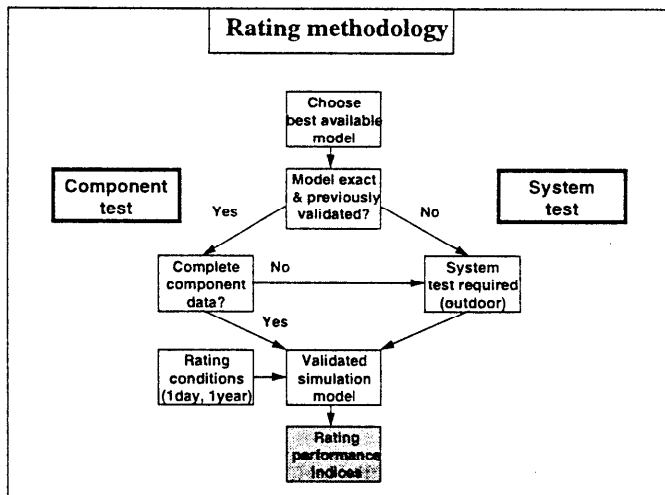 Rating methodology
Choose
best available
model
Component
test
Model exact
& previously
validated?
System
test
Yes
No
Complete
component
data?
No
System
test required
(outdoor)
Yes
Rating
conditions
(1day, 1year)
Validated
simulation
model
Rating
performance
indices